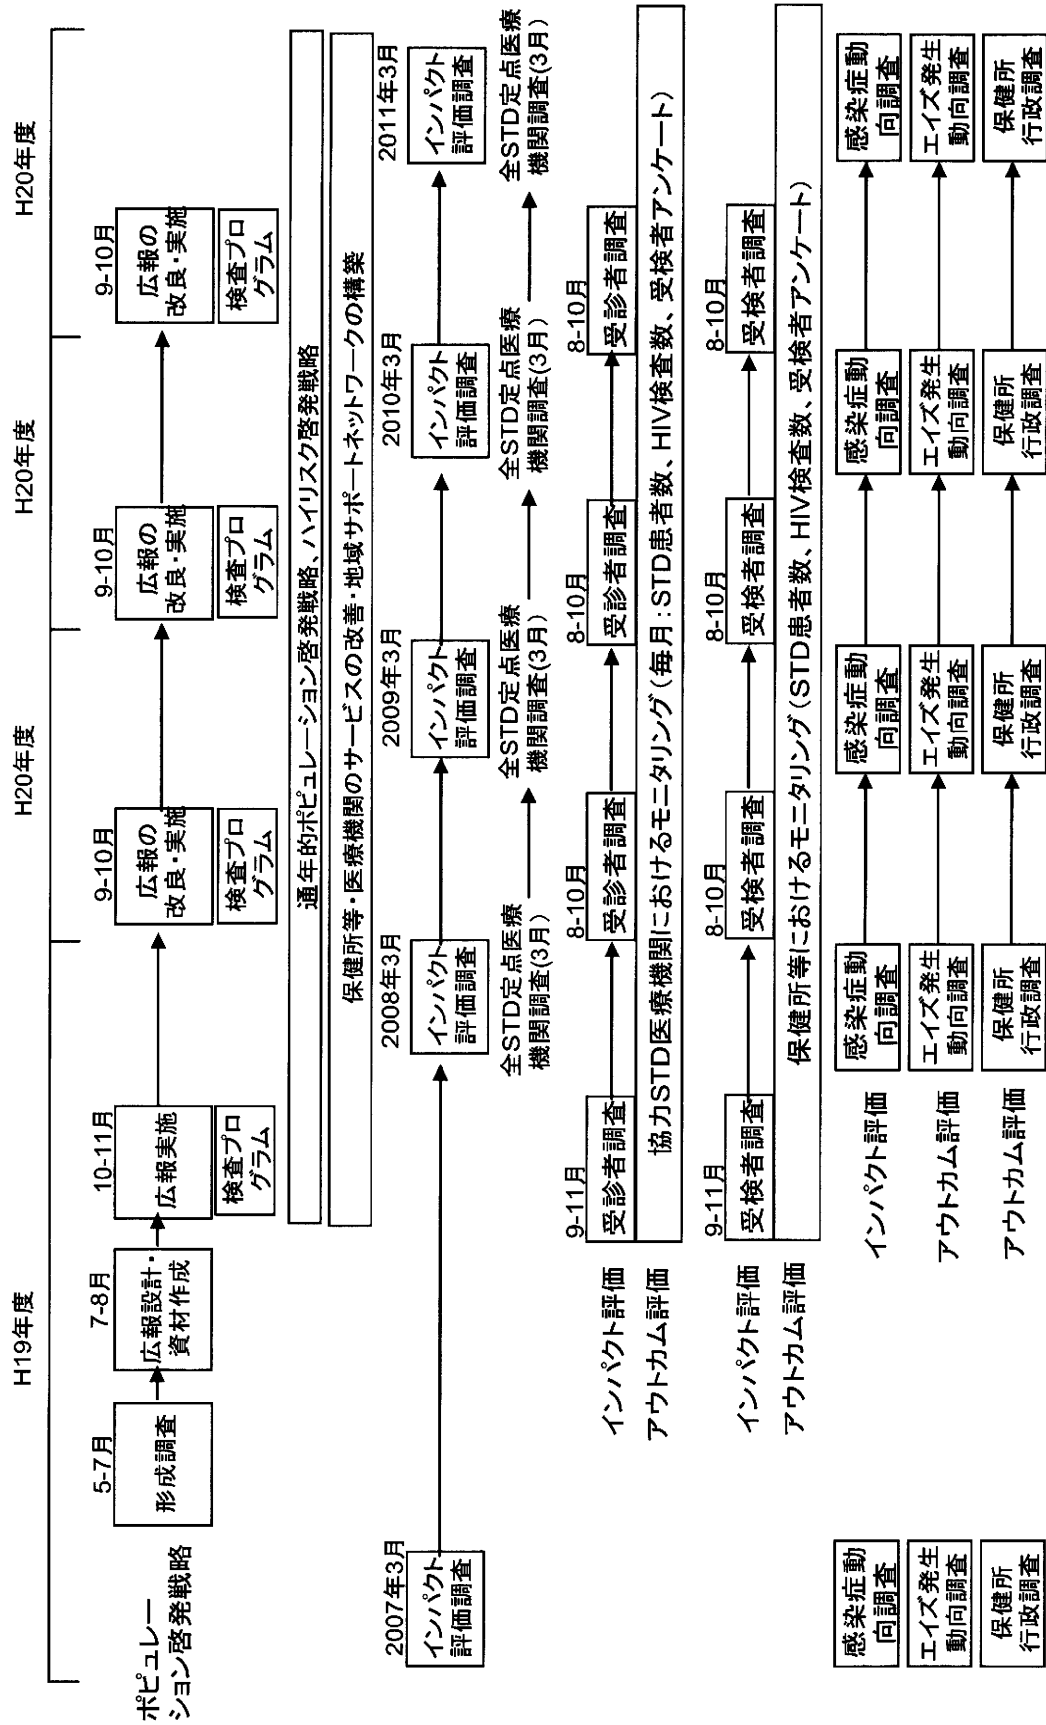 H19年度
H20年度
H20年度
H20年度
ポピュレー
ション啓発戦略
5-7月
形成調査
7-8月
広報設計・
資材作成
10-11月
広報実施
検査プロ
グラム
9-10月
広報の
改良・実施
検査プロ
グラム
9-10月
広報の
改良・実施
検査プロ
グラム
9-10月
広報の
改良・実施
検査プロ
グラム
通年的ポピュレーション啓発戦略、ハイリスク啓発戦略
保健所等・医療機関のサービスの改善・地域サポートネットワークの構築
2007年3月
インパクト
評価調査
2008年3月
インパクト
評価調査
2009年3月
インパクト
評価調査
2010年3月
インパクト
評価調査
2011年3月
インパクト
評価調査
全STD定点医療
機関調査(3月)
全STD定点医療
機関調査(3月)
全STD定点医療
機関調査(3月)
全STD定点医療
機関調査(3月)
インパクト評価
9-11月
受診者調査
8-10月
受診者調査
8-10月
受診者調査
8-10月
受診者調査
アウトカム評価
協力STD医療機関におけるモニタリング(毎月:STD患者数、HIV検査数、受検者アンケート)
インパクト評価
9-11月
受検者調査
8-10月
受検者調査
8-10月
受検者調査
8-10月
受検者調査
アウトカム評価
保健所等におけるモニタリング(STD患者数、HIV検査数、受検者アンケート)
感染症動
向調査
インパクト評価
感染症動
向調査
感染症動
向調査
感染症動
向調査
感染症動
向調査
エイズ発生
動向調査
アウトカム評価
エイズ発生
動向調査
エイズ発生
動向調査
エイズ発生
動向調査
エイズ発生
動向調査
保健所
行政調査
アウトカム評価
保健所
行政調査
保健所
行政調査
保健所
行政調査
保健所
行政調査